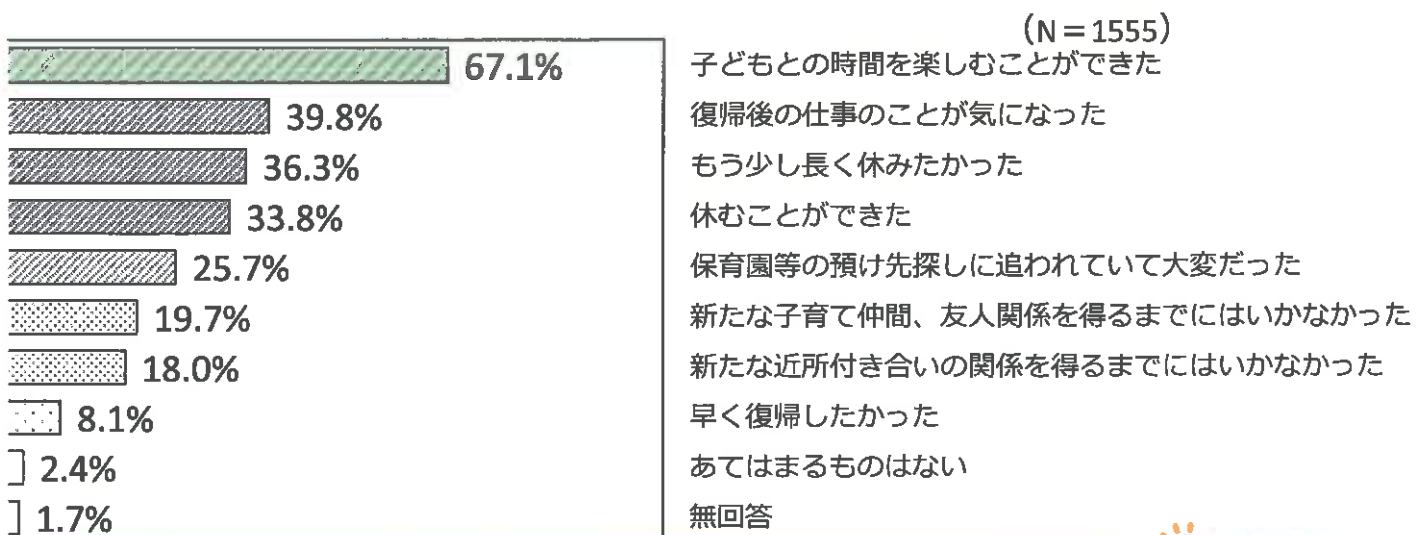 (N=1555)
67.1% 子どもとの時間を楽しむことができた
39.8% 復帰後の仕事のことが気になった
36.3% もう少し長く休みたかった
33.8% 休むことができた
25.7% 保育園等の預け先探しに追われていて大変だった
19.7% 新たな子育て仲間、友人関係を得るまでにはいかなかった
18.0% 新たな近所付き合いの関係を得るまでにはいかなかった
8.1% 早く復帰したかった
2.4% あてはまるものはない
1.7% 無回答